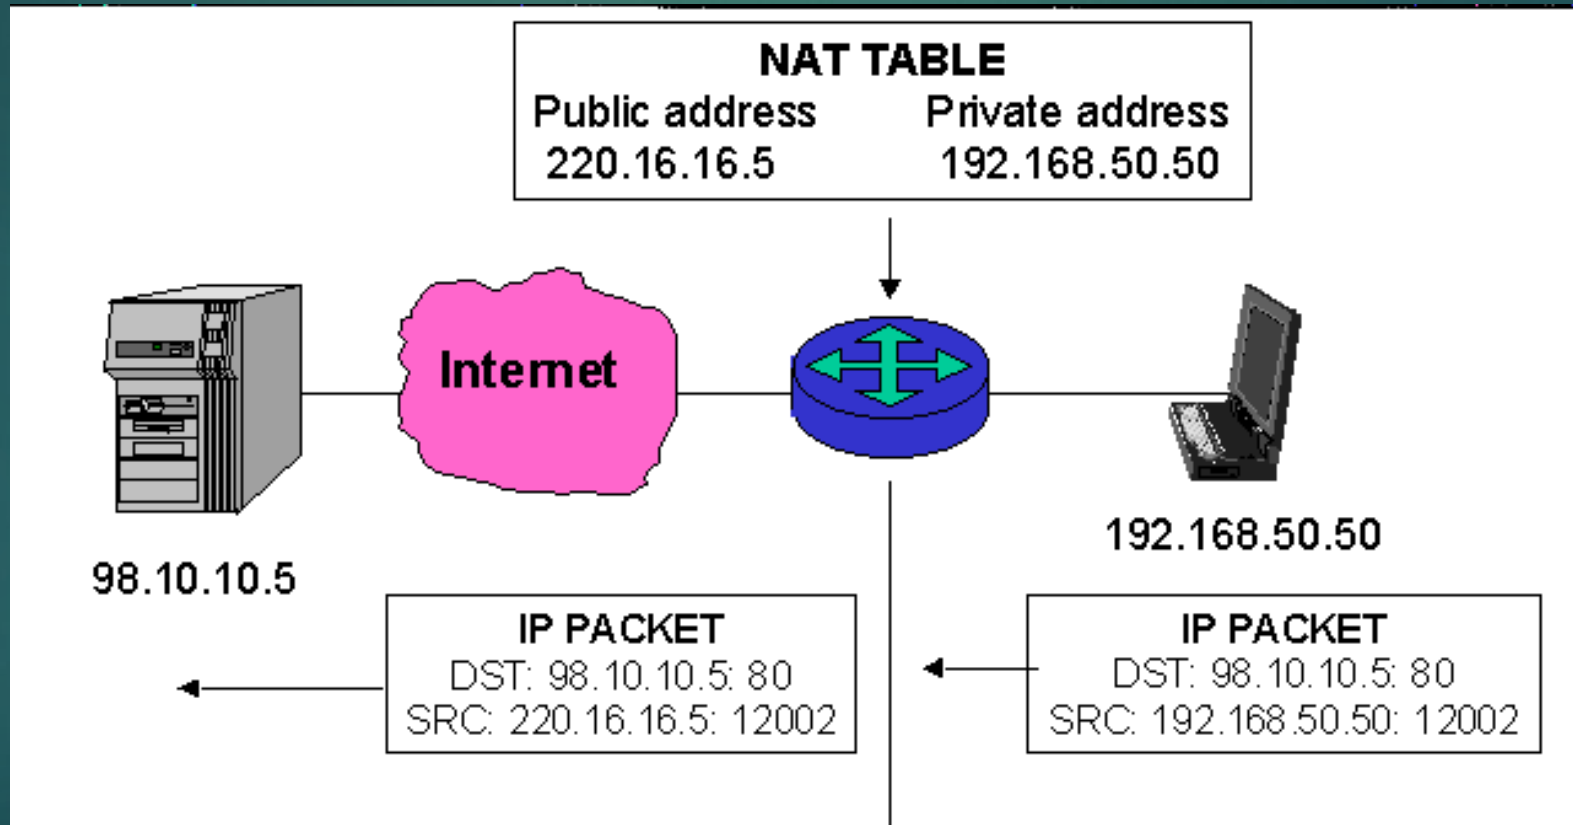 NAT TABLE
Public address Private address
220.16.16.5 192.168.50.50
Internet
192.168.50.50
98.10.10.5
IP PACKET
DST: 98.10.10.5: 80
SRC: 220.16.16.5: 12002
IP PACKET
DST: 98.10.10.5: 80
SRC: 192.168.50.50: 12002